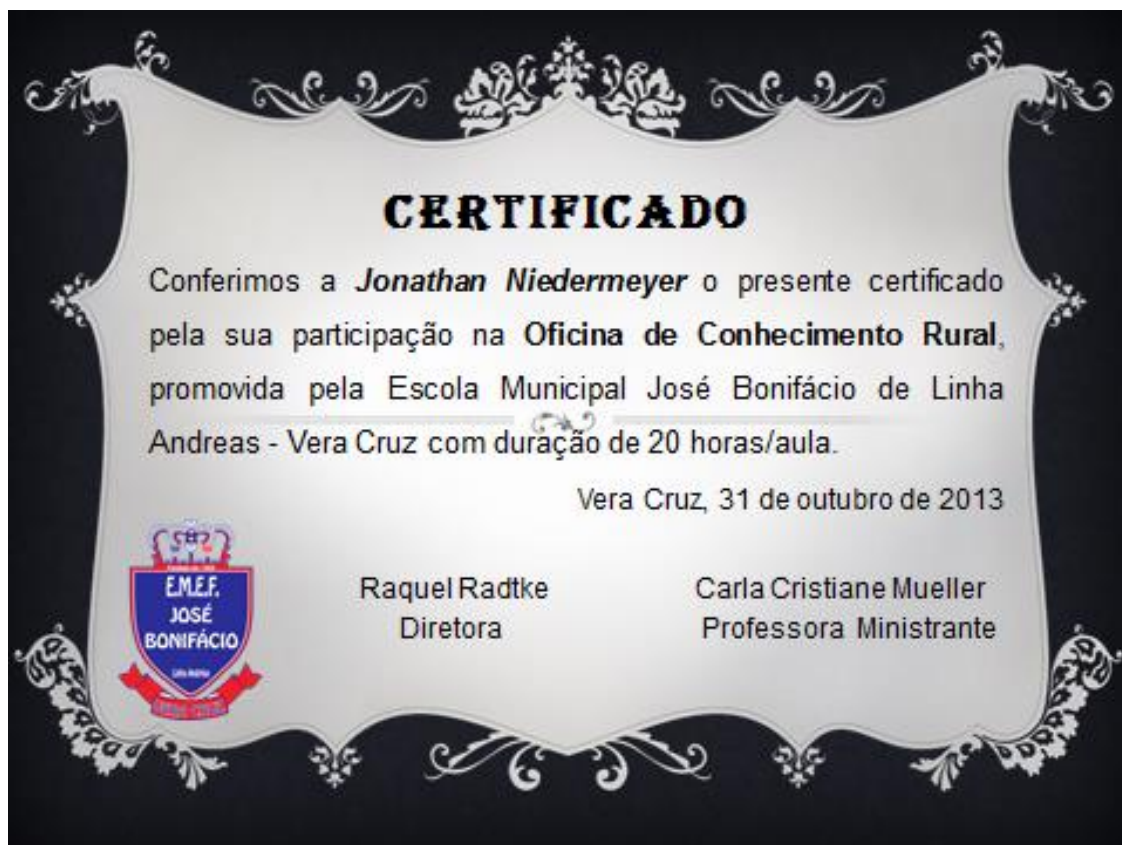 CERTIFICADO
Conferimos a Jonathan Niedermeyer o presente certificado
pela sua participação na Oficina de Conhecimento Rural,
promovida pela Escola Municipal José Bonifácio de Linha
Andreas - Vera Cruz com duração de 20 horas/aula.
Vera Cruz, 31 de outubro de 2013
Raquel Radtke
Diretora
Carla Cristiane Mueller
Professora Ministrante
E.M.E.F.
JOSÉ
BONIFÁCIO